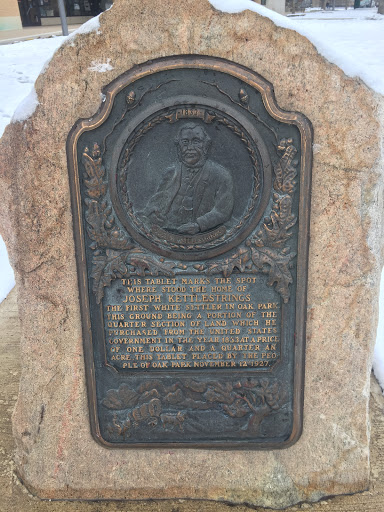 THIS TABLET MARKS THE SPOT
WHERE STOOD THE HOME OF
JOSEPH KETTLESTRINGS
THE FIRST WHITE SETTLER IN OAK PARK
THIS GROUND BEING A PORTION OF THE
QUARTER SECTION OF LAND WHICH HE
PURCHASED FROM THE UNITED STATES
GOVERNMENT IN THE YEAR AT A PRICE
OF ONE DOLLAR AND A QUARTER AN
ACRE THIS TABLET PLACED BY THE PEO-
PLE OF OAK PARK NOVEMBER 1927.